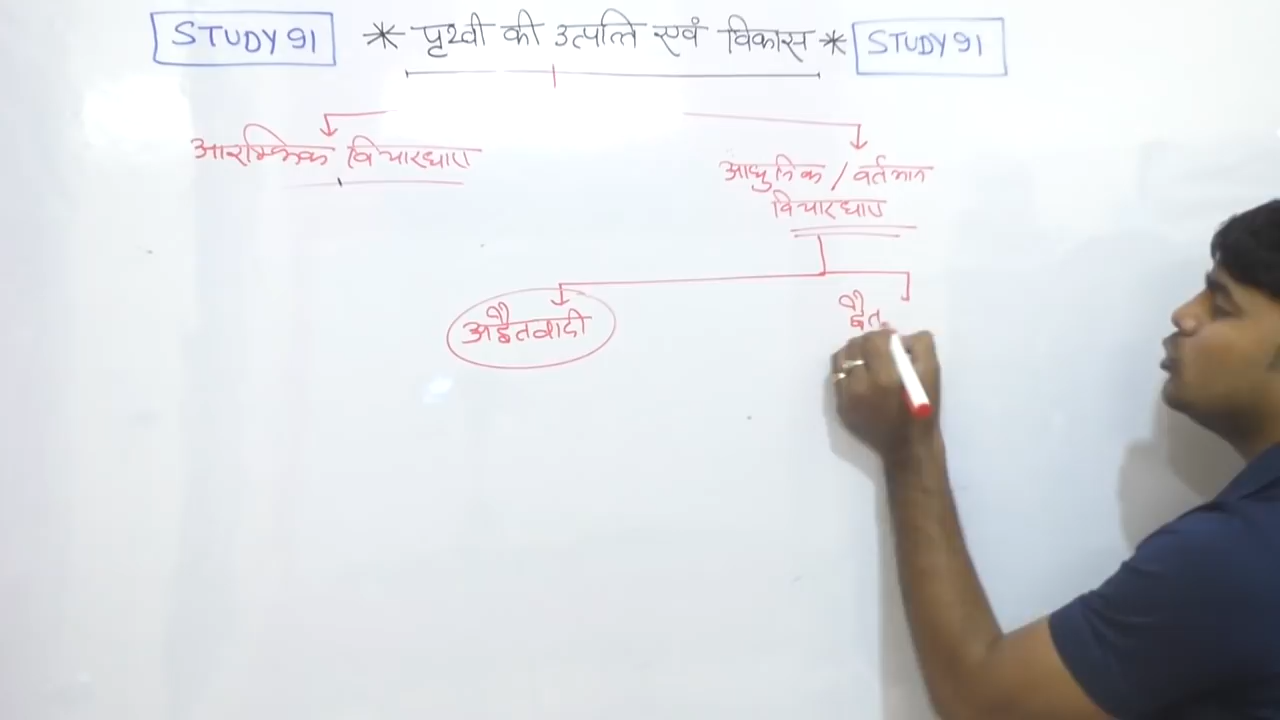 STUDY 91 * पृथ्वी की उत्पत्ति एवं विकास * STUDY 91
आरम्भिक विचारधारा
आधुनिक / वर्तमान
विचारधारा
अद्वैतवादी
द्वैत